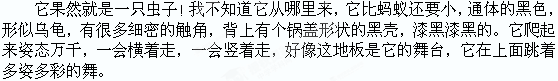 它果然就是一只虫子！我不知道它从哪里来，它比蚂蚁还要小，通体的黑色，
形似乌龟，有很多细密的触角，背上有个锅盖形状的黑壳，漆黑漆黑的。它爬起
来姿态万千，一会横着走，一会竖着走，好像这地板是它的舞台，它在上面跳着
多姿多彩的舞。